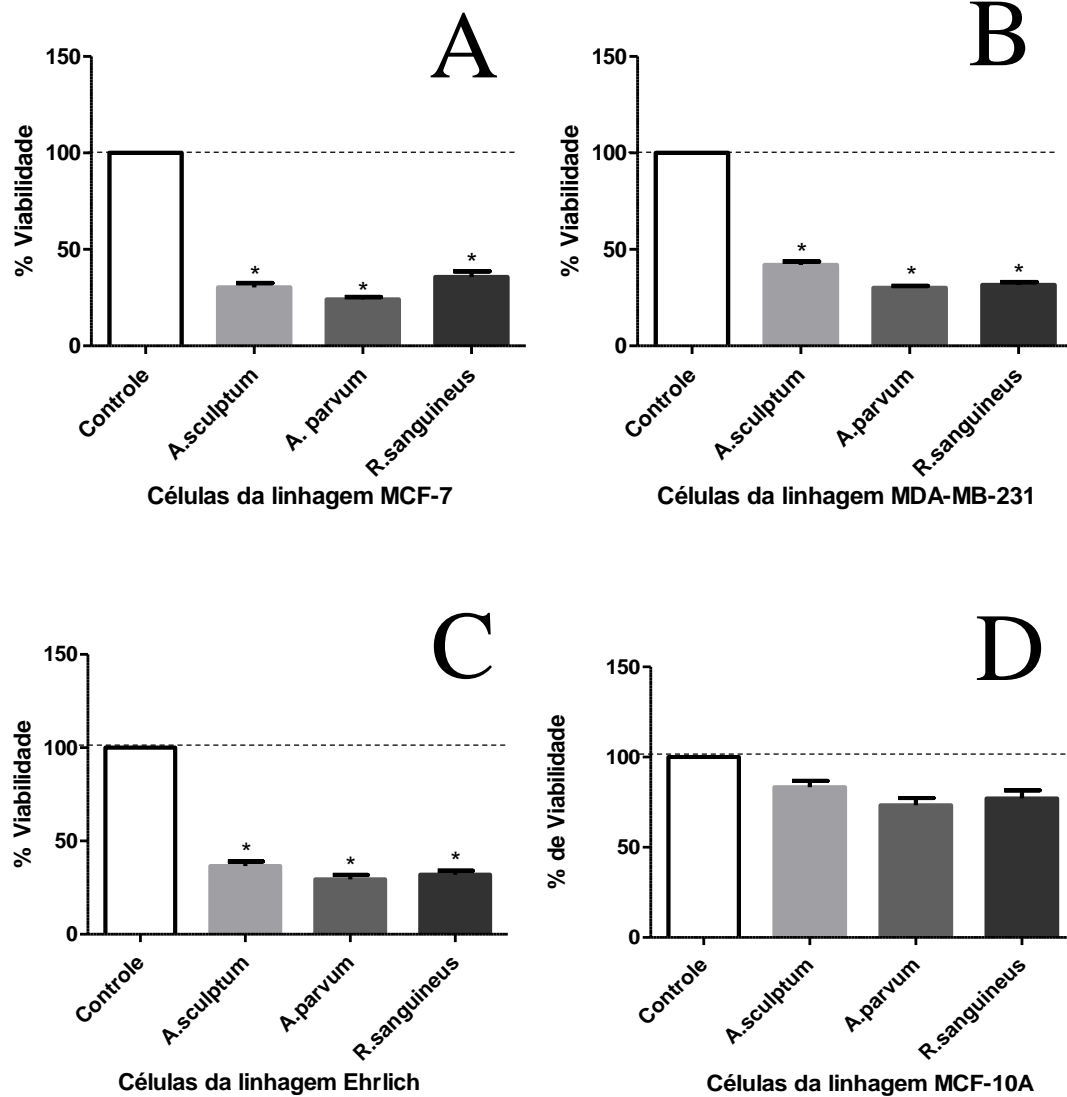 A
% Viabilidade
150
100
50
0
*
*
*
Controle
A.sculptum
A. parvum
R.sanguineus
Células da linhagem MCF-7
B
% Viabilidade
150
100
50
0
*
*
*
Controle
A.sculptum
A.parvum
R.sanguineus
Células da linhagem MDA-MB-231
C
% Viabilidade
150
100
50
0
*
*
*
Controle
A.sculptum
A.parvum
R.sanguineus
Células da linhagem Ehrlich
D
% de Viabilidade
150
100
50
0
Controle
A.sculptum
A.parvum
R.sanguineus
Células da linhagem MCF-10A